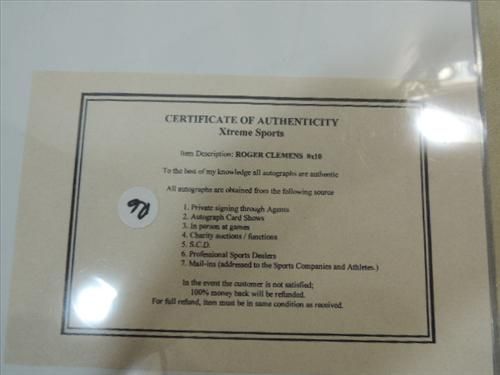 CERTIFICATE OF AUTHENTICITY
Xtreme Sports
Item Description: ROGER CLEMENS 8x10
To the best of my knowledge all autographs are authentic
All autographs are obtained from the following source
1. Private signing through Agents
2. Autograph Card Shows
3. In person at games
4. Charity auctions / functions
5. S.C.D.
6. Professional Sports Dealers
7. Mail-ins (addressed to the Sports Companies and Athletes.)
In the event the customer is not satisfied;
100% money back will be refunded.
For full refund, item must be in same condition as received.